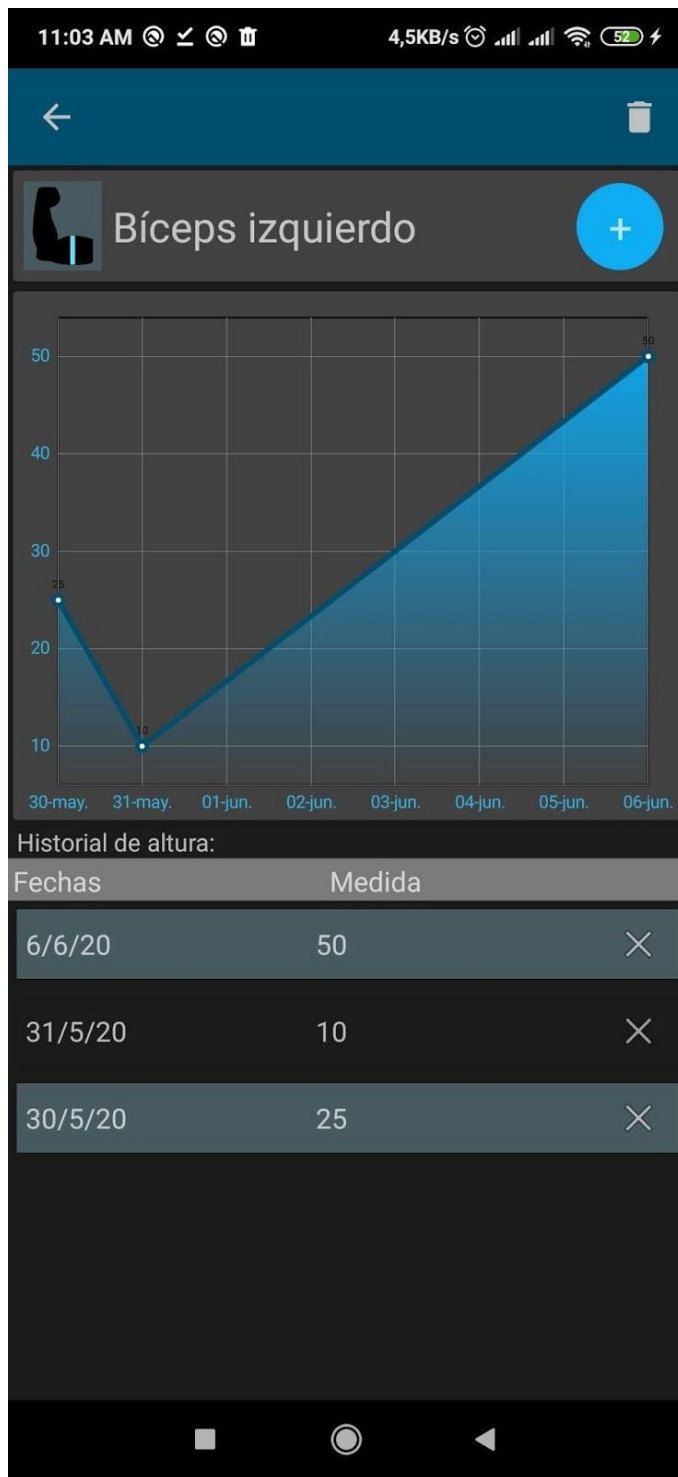 11:03 AM 4,5KB/s 52
Bíceps izquierdo +
50
50
40
30
25
20
10
10
30-may. 31-may. 01-jun. 02-jun. 03-jun. 04-jun. 05-jun. 06-jun.
Historial de altura:
Fechas Medida
6/6/20 50
31/5/20 10
30/5/20 25